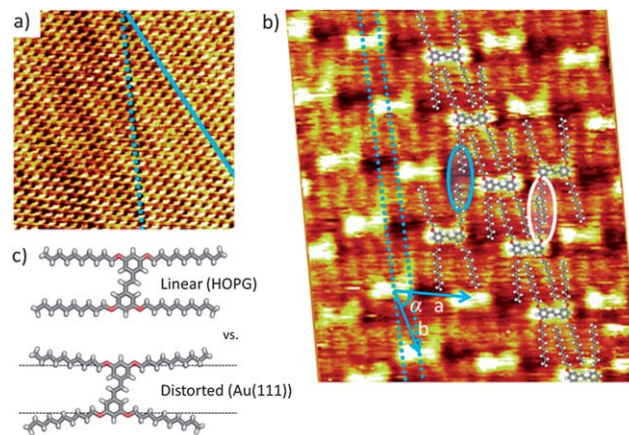 a)
b)
α
a
b
c)
Linear (HOPG)
vs.
Distorted (Au(111))